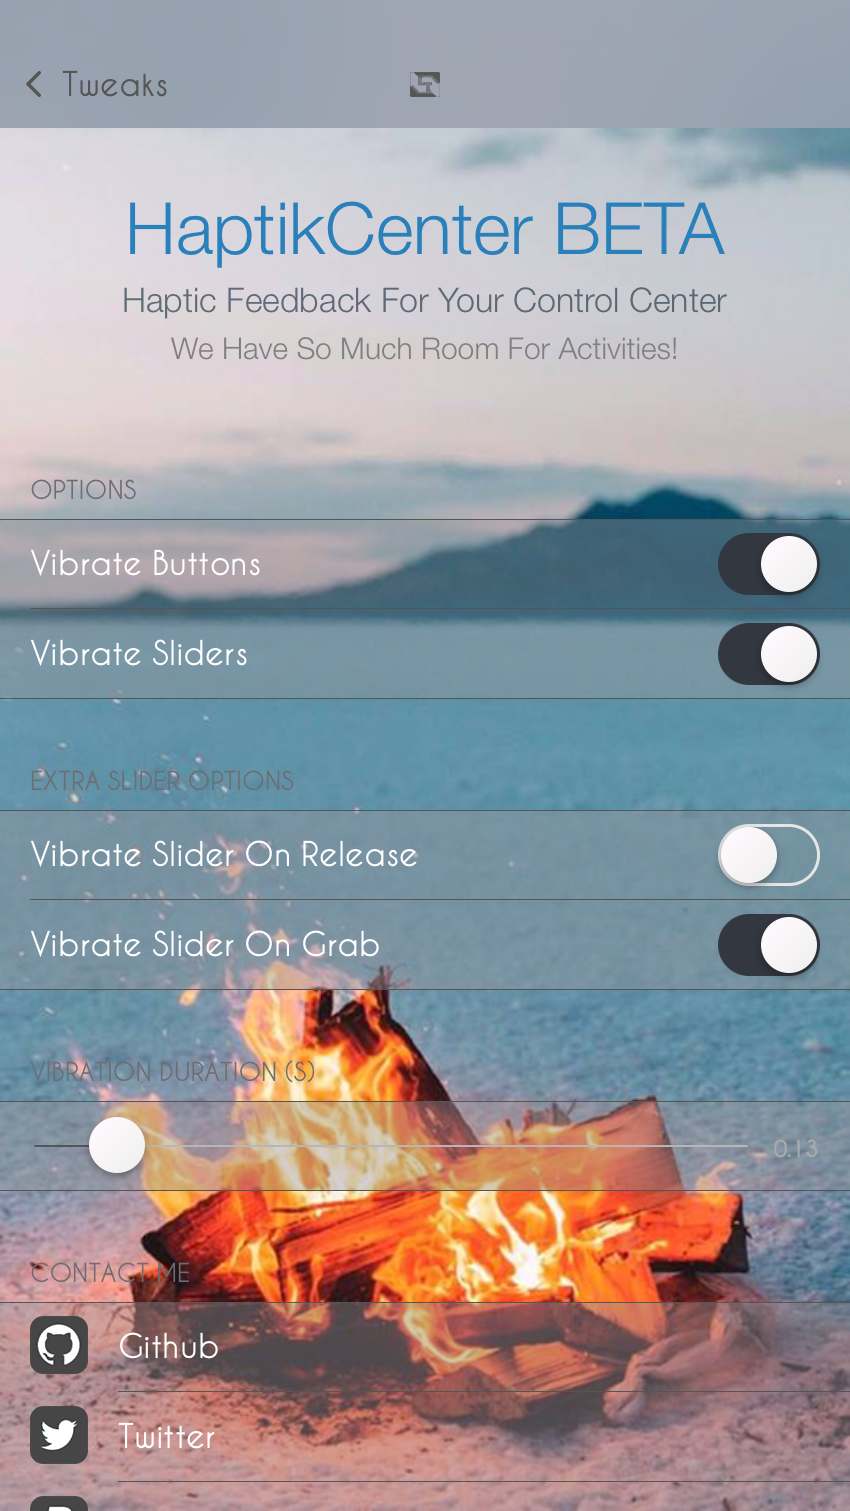 Tweaks
HaptikCenter BETA
Haptic Feedback For Your Control Center
We Have So Much Room For Activities!
OPTIONS
Vibrate Buttons
Vibrate Sliders
EXTRA SLIDER OPTIONS
Vibrate Slider On Release
Vibrate Slider On Grab
VIBRATION DURATION (S)
0.13
CONTACT ME
Github
Twitter